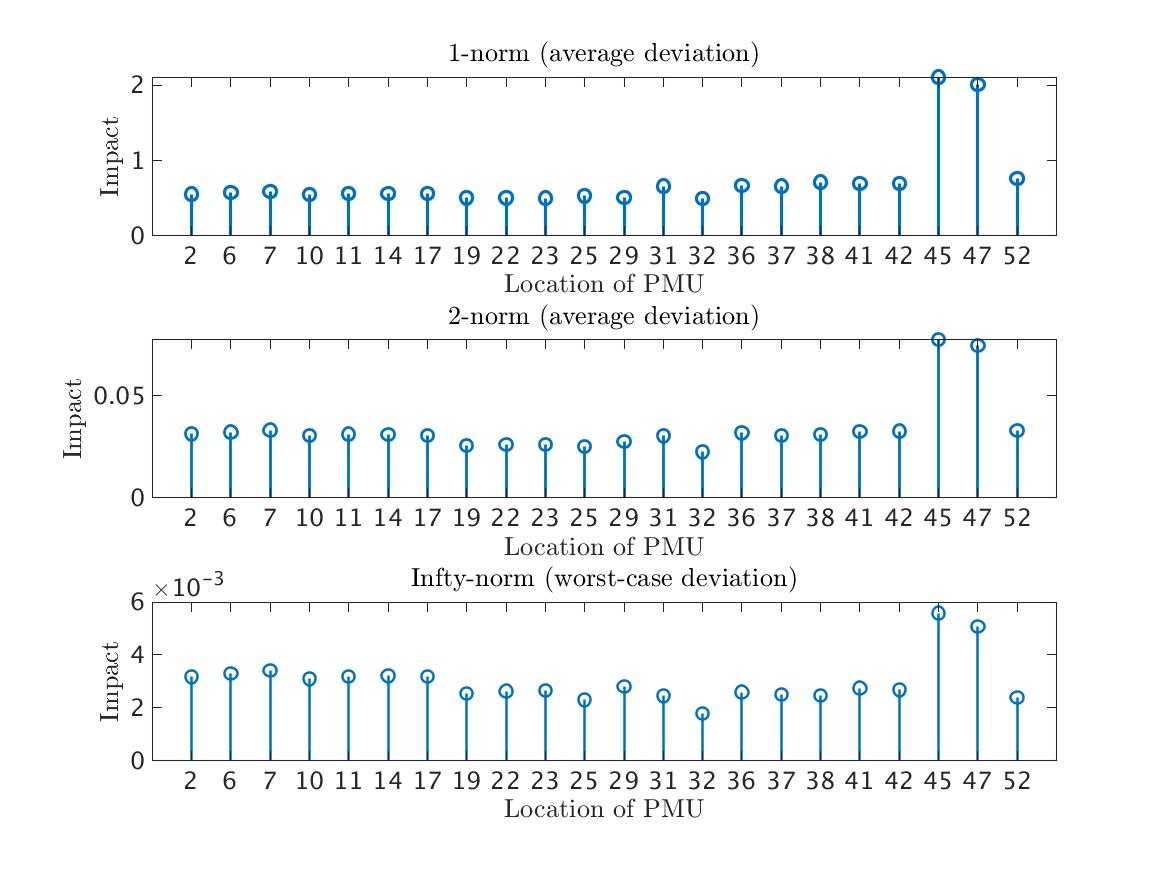 1-norm (average deviation)
2
1
0
Impact
2 6 7 10 11 14 17 19 22 23 25 29 31 32 36 37 38 41 42 45 47 52
Location of PMU
2-norm (average deviation)
0.05
0
Impact
2 6 7 10 11 14 17 19 22 23 25 29 31 32 36 37 38 41 42 45 47 52
Location of PMU
Infty-norm (worst-case deviation)
×10⁻³
6
4
2
0
Impact
2 6 7 10 11 14 17 19 22 23 25 29 31 32 36 37 38 41 42 45 47 52
Location of PMU